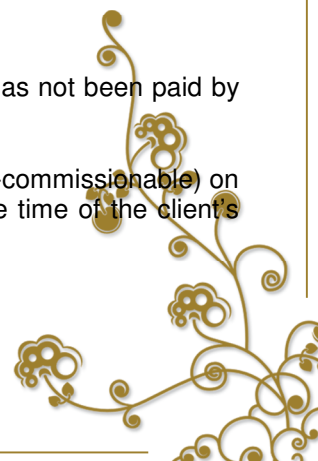 as not been paid by
-commissionable) on
e time of the client's